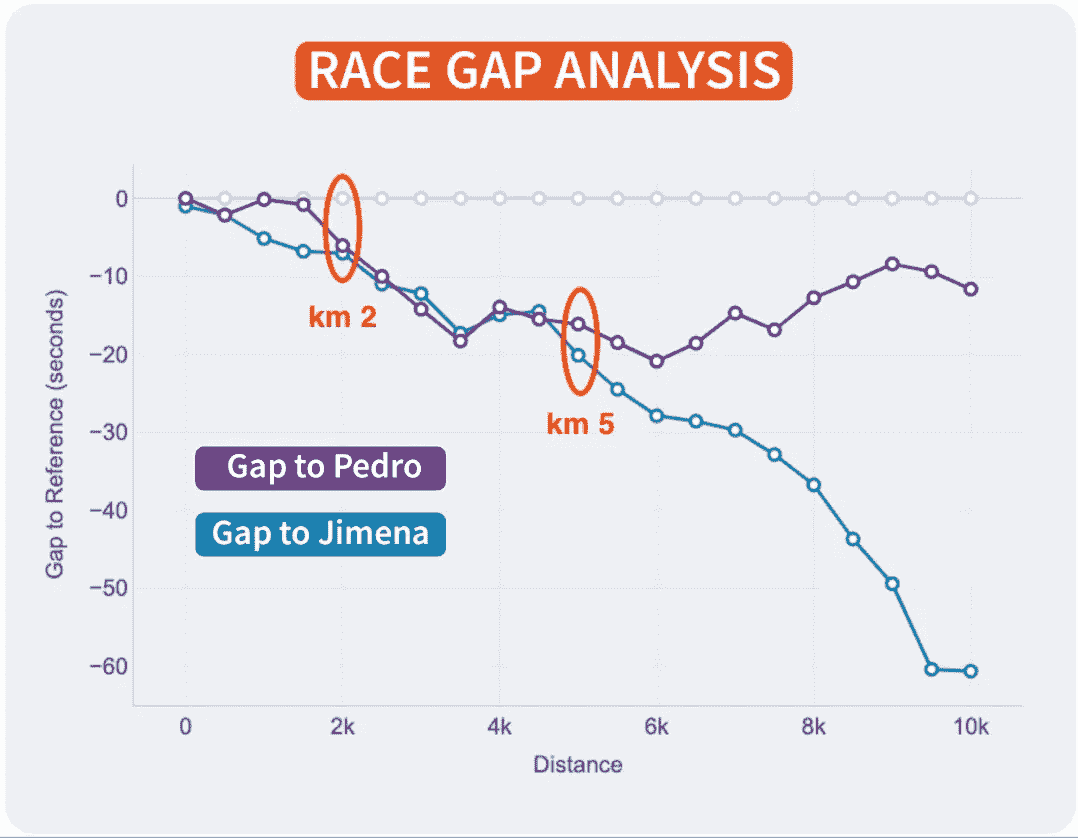 RACE GAP ANALYSIS
0
−10
−20
−30
−40
−50
−60
Gap to Reference (seconds)
km 2
km 5
Gap to Pedro
Gap to Jimena
0
2k
4k
6k
8k
10k
Distance